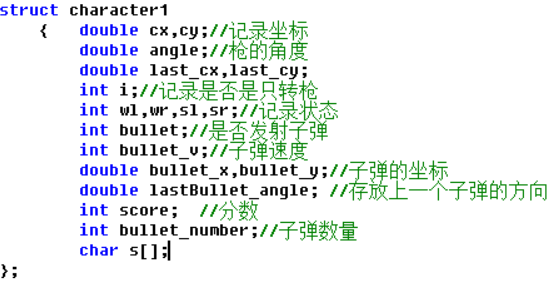 struct character1
{ double cx,cy;//记录坐标
double angle;//枪的角度
double last_cx,last_cy;
int i;//记录是否是只转枪
int wl,wr,sl,sr;//记录状态
int bullet;//是否发射子弹
int bullet_v;//子弹速度
double bullet_x,bullet_y;//子弹的坐标
double lastBullet_angle; //存放上一个子弹的方向
int score; //分数
int bullet_number;//子弹数量
char s[];
};